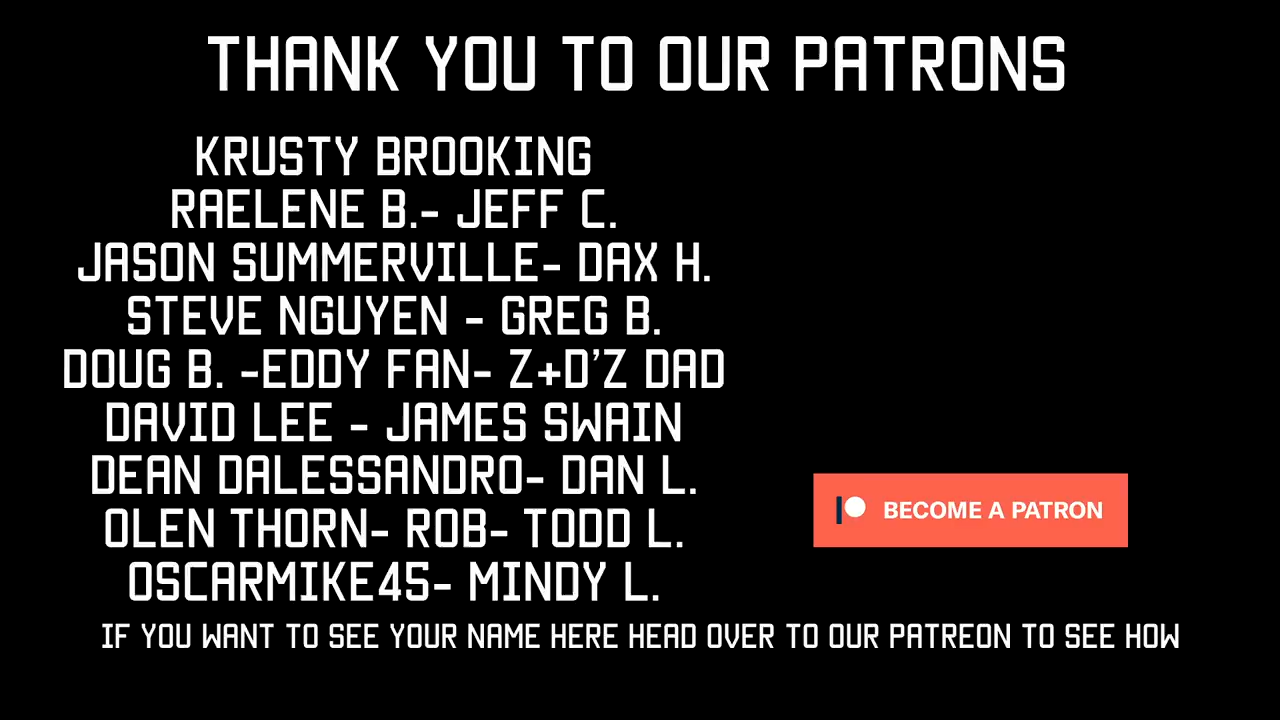 THANK YOU TO OUR PATRONS
KRUSTY BROOKING
RAELENE B.- JEFF C.
JASON SUMMERVILLE- DAX H.
STEVE NGUYEN - GREG B.
DOUG B. -EDDY FAN- Z+D'Z DAD
DAVID LEE - JAMES SWAIN
DEAN DALESSANDRO- DAN L.
OLEN THORN- ROB- TODD L.
OSCARMIKE45- MINDY L.
BECOME A PATRON
IF YOU WANT TO SEE YOUR NAME HERE HEAD OVER TO OUR PATREON TO SEE HOW